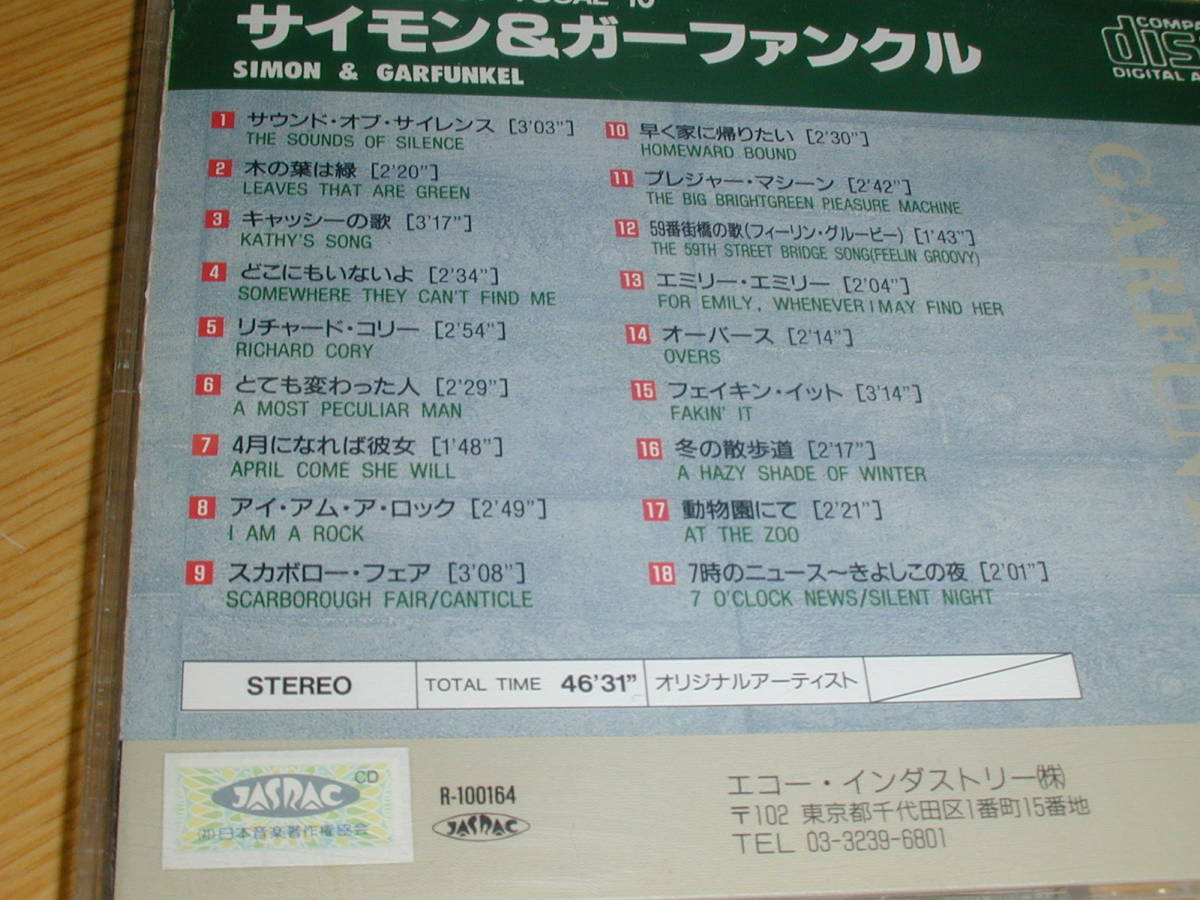 VOCAL 10
サイモン&ガーファンクル
SIMON & GARFUNKEL
COMPA
disc
DIGITAL A
1 サウンド・オブ・サイレンス [3'03"]
THE SOUNDS OF SILENCE
2 木の葉は緑 [2'20"]
LEAVES THAT ARE GREEN
3 キャッシーの歌 [3'17"]
KATHY'S SONG
4 どこにもいないよ [2'34"]
SOMEWHERE THEY CAN'T FIND ME
5 リチャード・コリー [2'54"]
RICHARD CORY
6 とても変わった人 [2'29"]
A MOST PECULIAR MAN
7 4月になれば彼女 [1'48"]
APRIL COME SHE WILL
8 アイ・アム・ア・ロック [2'49"]
I AM A ROCK
9 スカボロー・フェア [3'08"]
SCARBOROUGH FAIR/CANTICLE
10 早く家に帰りたい [2'30"]
HOMEWARD BOUND
11 プレジャー・マシーン [2'42"]
THE BIG BRIGHTGREEN PIEASURE MACHINE
12 59番街橋の歌(フィーリン・グルービー) [1'43"]
THE 59TH STREET BRIDGE SONG(FEELIN GROOVY)
13 エミリー・エミリー [2'04"]
FOR EMILY, WHENEVER I MAY FIND HER
14 オーバース [2'14"]
OVERS
15 フェイキン・イット [3'14"]
FAKIN' IT
16 冬の散歩道 [2'17"]
A HAZY SHADE OF WINTER
17 動物園にて [2'21"]
AT THE ZOO
18 7時のニュース〜きよしこの夜 [2'01"]
7 O'CLOCK NEWS/SILENT NIGHT
GARFUN
STEREO TOTAL TIME 46'31" オリジナルアーティスト
CD
JASRAC
(社)日本音楽著作権協会
R-100164
JASRAC
エコー・インダストリー(株)
〒102 東京都千代田区1番町15番地
TEL 03-3239-6801